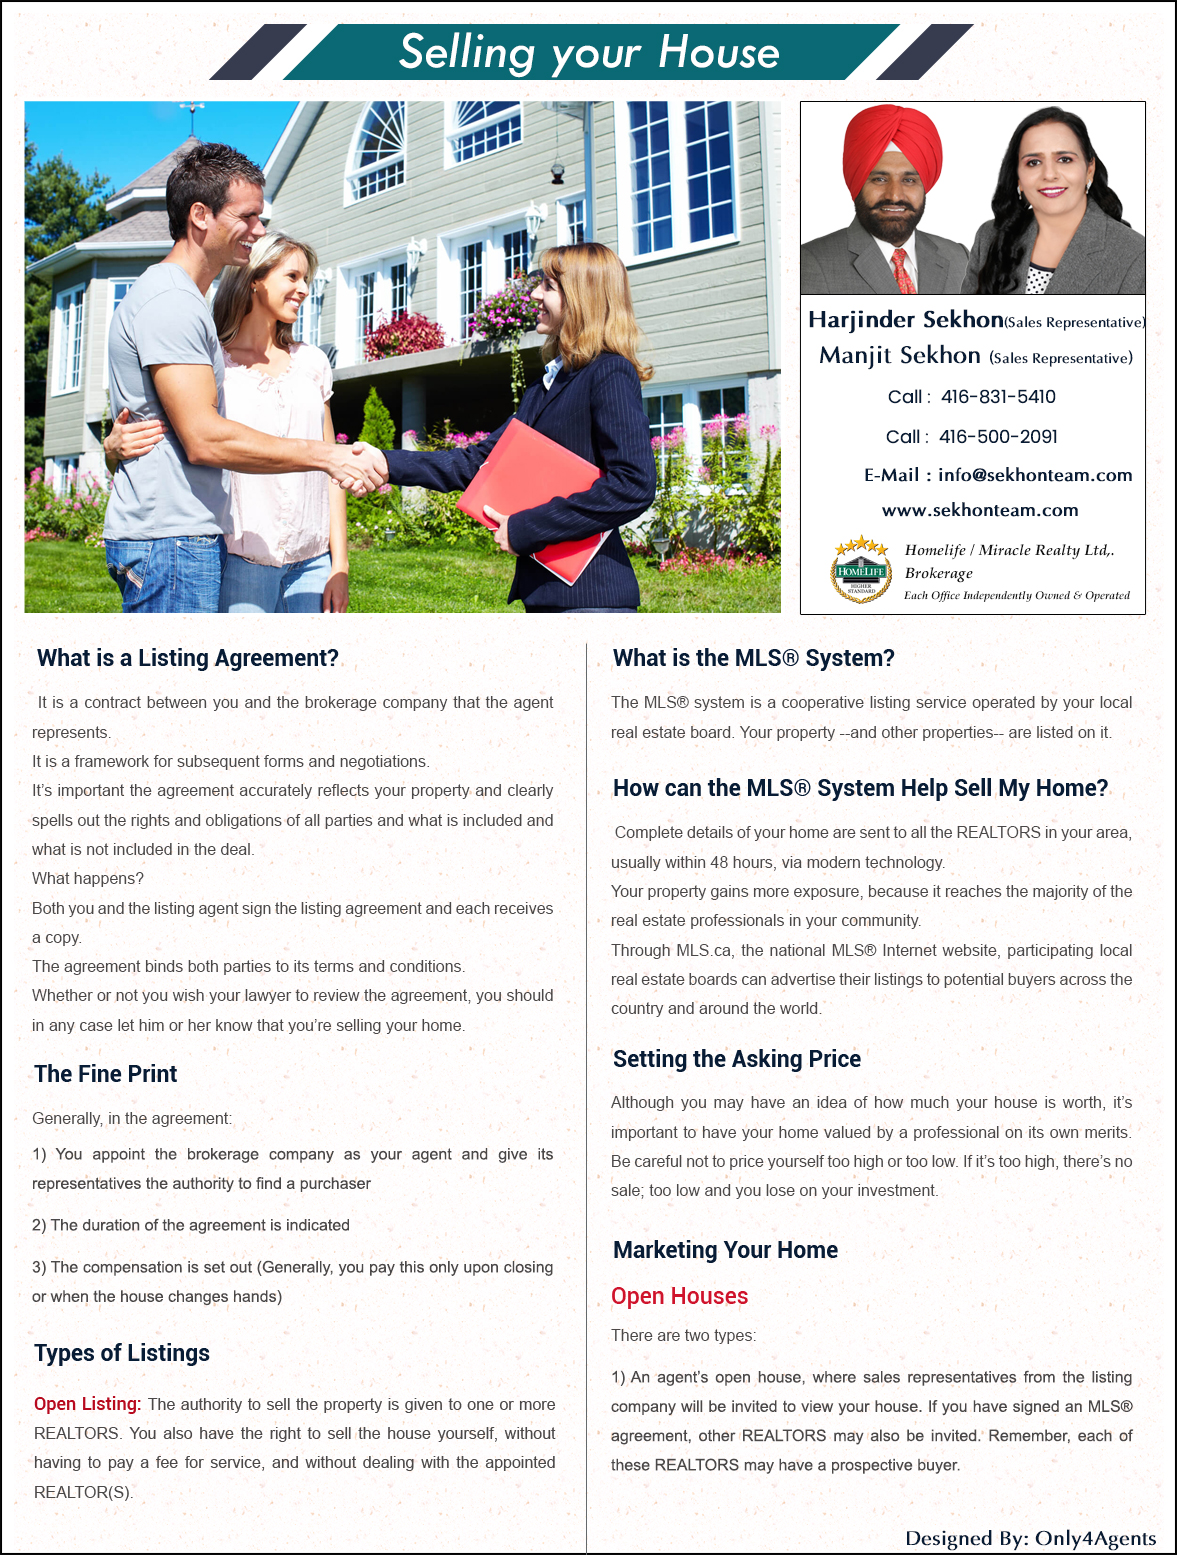 Selling your House
Harjinder Sekhon(Sales Representative)
Manjit Sekhon (Sales Representative)
Call : 416-831-5410
Call : 416-500-2091
E-Mail : info@sekhonteam.com
www.sekhonteam.com
HOMELIFE
HIGHER
STANDARD
Homelife / Miracle Realty Ltd,.
Brokerage
Each Office Independently Owned & Operated
What is a Listing Agreement?
It is a contract between you and the brokerage company that the agent
represents.
It is a framework for subsequent forms and negotiations.
It's important the agreement accurately reflects your property and clearly
spells out the rights and obligations of all parties and what is included and
what is not included in the deal.
What happens?
Both you and the listing agent sign the listing agreement and each receives
a copy.
The agreement binds both parties to its terms and conditions.
Whether or not you wish your lawyer to review the agreement, you should
in any case let him or her know that you're selling your home.
The Fine Print
Generally, in the agreement:
1) You appoint the brokerage company as your agent and give its
representatives the authority to find a purchaser
2) The duration of the agreement is indicated
3) The compensation is set out (Generally, you pay this only upon closing
or when the house changes hands)
Types of Listings
Open Listing: The authority to sell the property is given to one or more
REALTORS. You also have the right to sell the house yourself, without
having to pay a fee for service, and without dealing with the appointed
REALTOR(S).
What is the MLS® System?
The MLS® system is a cooperative listing service operated by your local
real estate board. Your property --and other properties-- are listed on it.
How can the MLS® System Help Sell My Home?
Complete details of your home are sent to all the REALTORS in your area,
usually within 48 hours, via modern technology.
Your property gains more exposure, because it reaches the majority of the
real estate professionals in your community.
Through MLS.ca, the national MLS® Internet website, participating local
real estate boards can advertise their listings to potential buyers across the
country and around the world.
Setting the Asking Price
Although you may have an idea of how much your house is worth, it's
important to have your home valued by a professional on its own merits.
Be careful not to price yourself too high or too low. If it's too high, there's no
sale; too low and you lose on your investment.
Marketing Your Home
Open Houses
There are two types:
1) An agent's open house, where sales representatives from the listing
company will be invited to view your house. If you have signed an MLS®
agreement, other REALTORS may also be invited. Remember, each of
these REALTORS may have a prospective buyer.
Designed By: Only4Agents